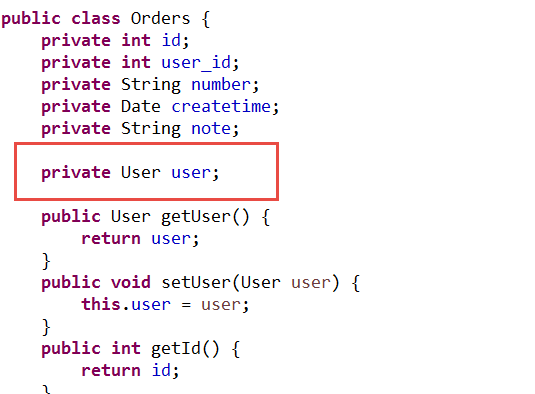 public class Orders {
    private int id;
    private int user_id;
    private String number;
    private Date createtime;
    private String note;
    private User user;
    public User getUser() {
        return user;
    }
    public void setUser(User user) {
        this.user = user;
    }
    public int getId() {
        return id;
    }